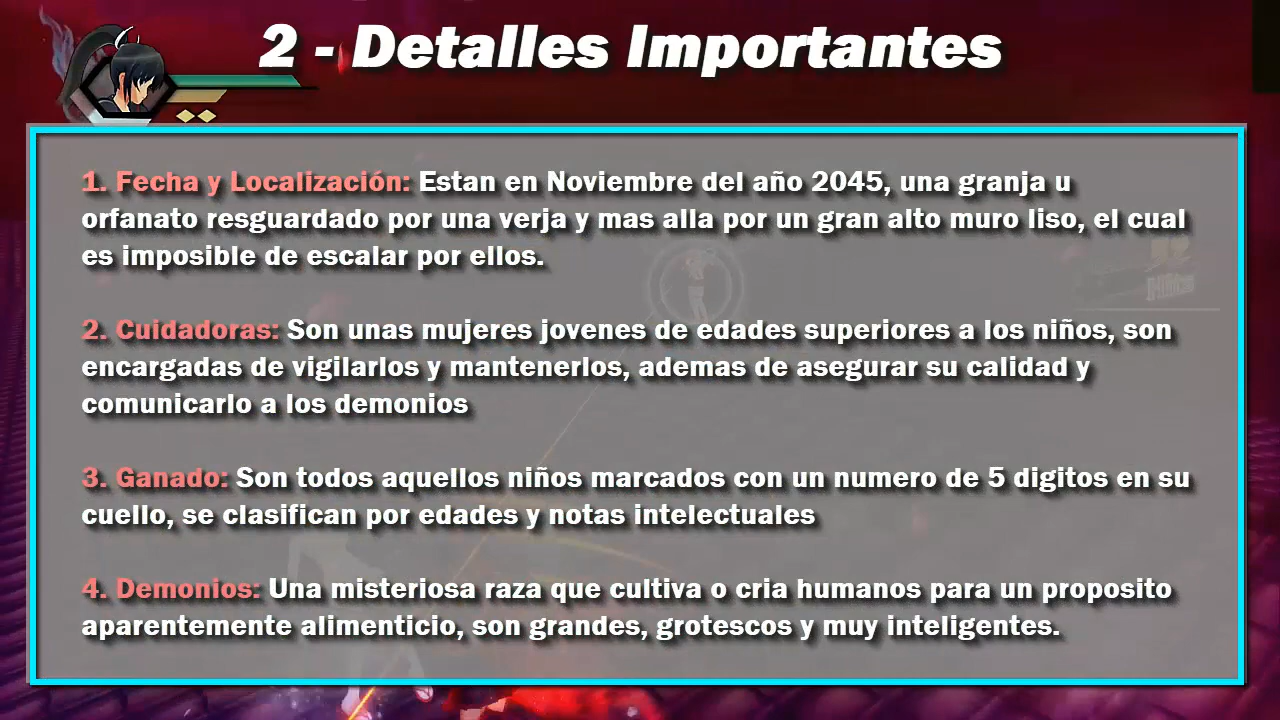 2 - Detalles Importantes
1. Fecha y Localización: Estan en Noviembre del año 2045, una granja u
orfanato resguardado por una verja y mas alla por un gran alto muro liso, el cual
es imposible de escalar por ellos.
2. Cuidadoras: Son unas mujeres jovenes de edades superiores a los niños, son
encargadas de vigilarlos y mantenerlos, ademas de asegurar su calidad y
comunicarlo a los demonios
3. Ganado: Son todos aquellos niños marcados con un numero de 5 digitos en su
cuello, se clasifican por edades y notas intelectuales
4. Demonios: Una misteriosa raza que cultiva o cria humanos para un proposito
aparentemente alimenticio, son grandes, grotescos y muy inteligentes.